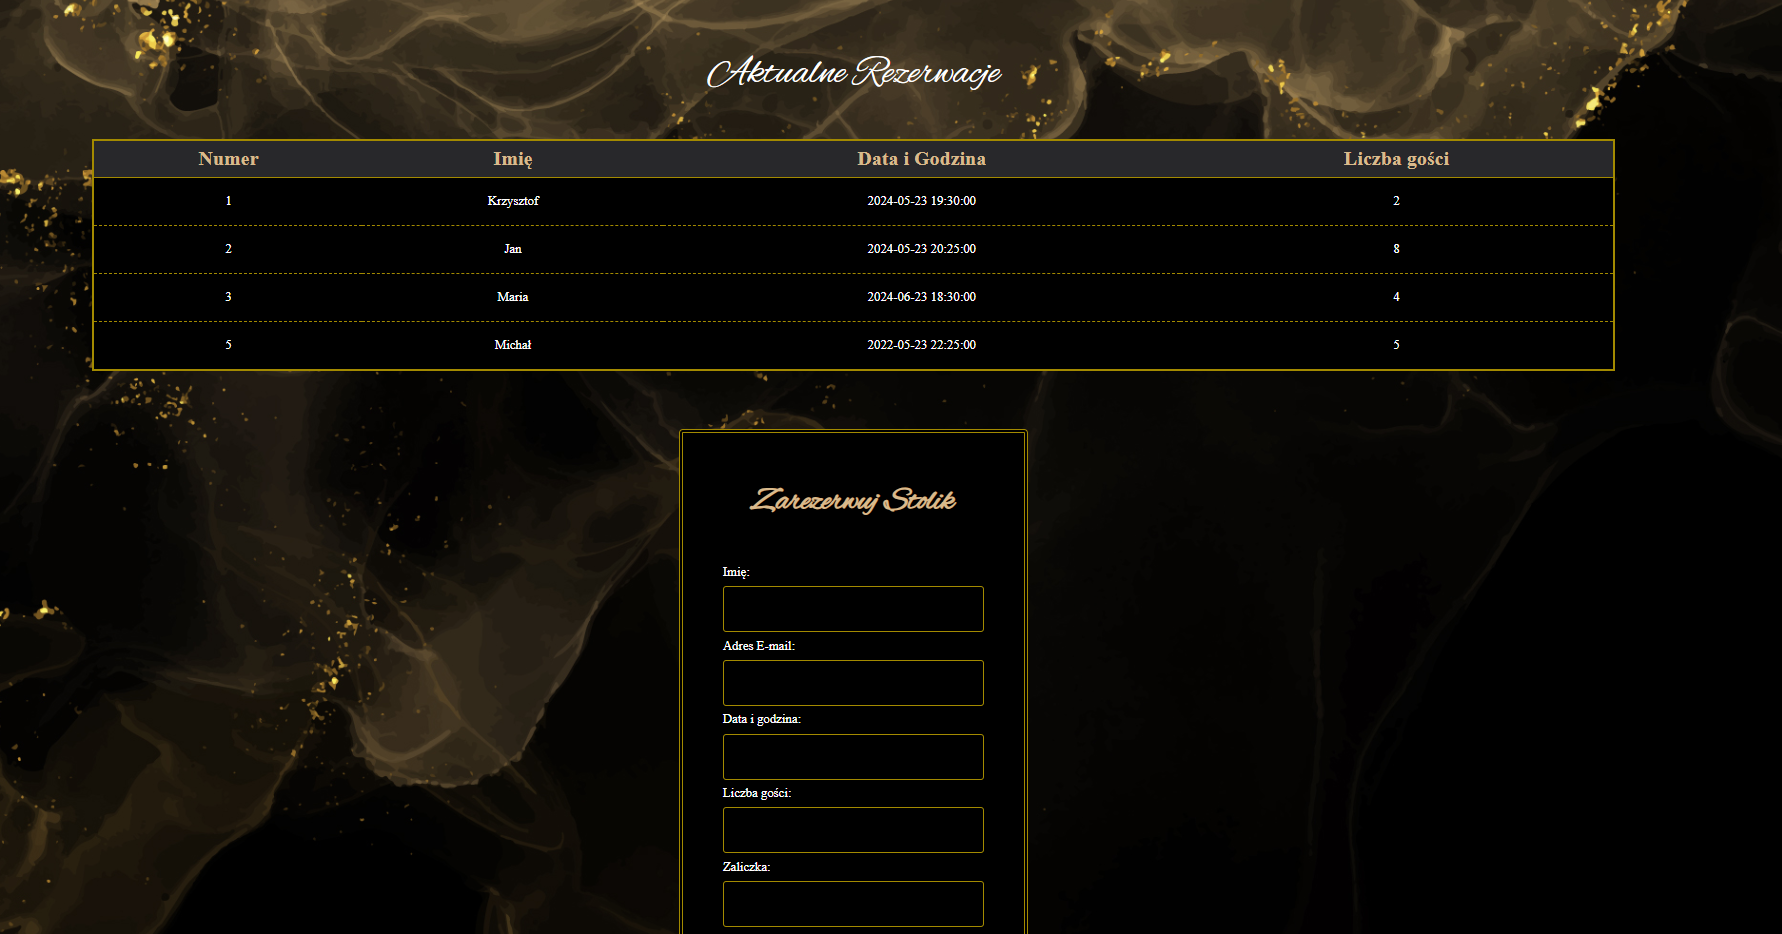 Aktualne Rezerwacje
Numer Imię Data i Godzina Liczba gości
1 Krzysztof 2024-05-23 19:30:00 2
2 Jan 2024-05-23 20:25:00 8
3 Maria 2024-06-23 18:30:00 4
5 Michał 2022-05-23 22:25:00 5
Zarezerwuj Stolik
Imię:
Adres E-mail:
Data i godzina:
Liczba gości:
Zaliczka: